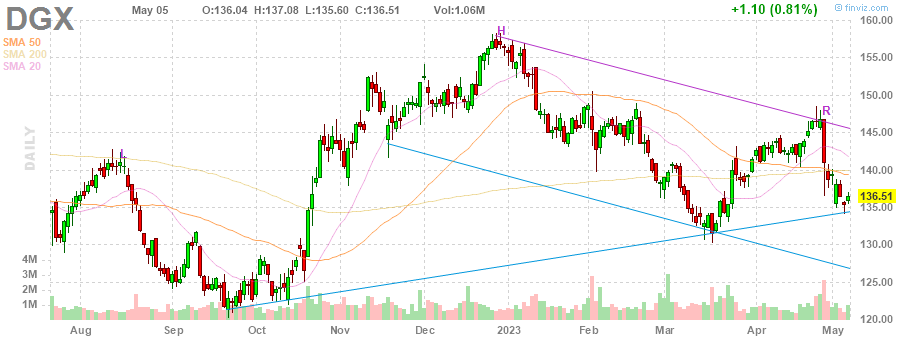 DGX May 05 O:136.04 H:137.08 L:135.60 C:136.51 Vol:1.06M +1.10 (0.81%) © finviz.com
SMA 50
SMA 200
SMA 20
DAILY
H
R
L
160.00
155.00
150.00
145.00
140.00
136.51
135.00
130.00
125.00
120.00
4M
3M
2M
1M
Aug Sep Oct Nov Dec 2023 Feb Mar Apr May